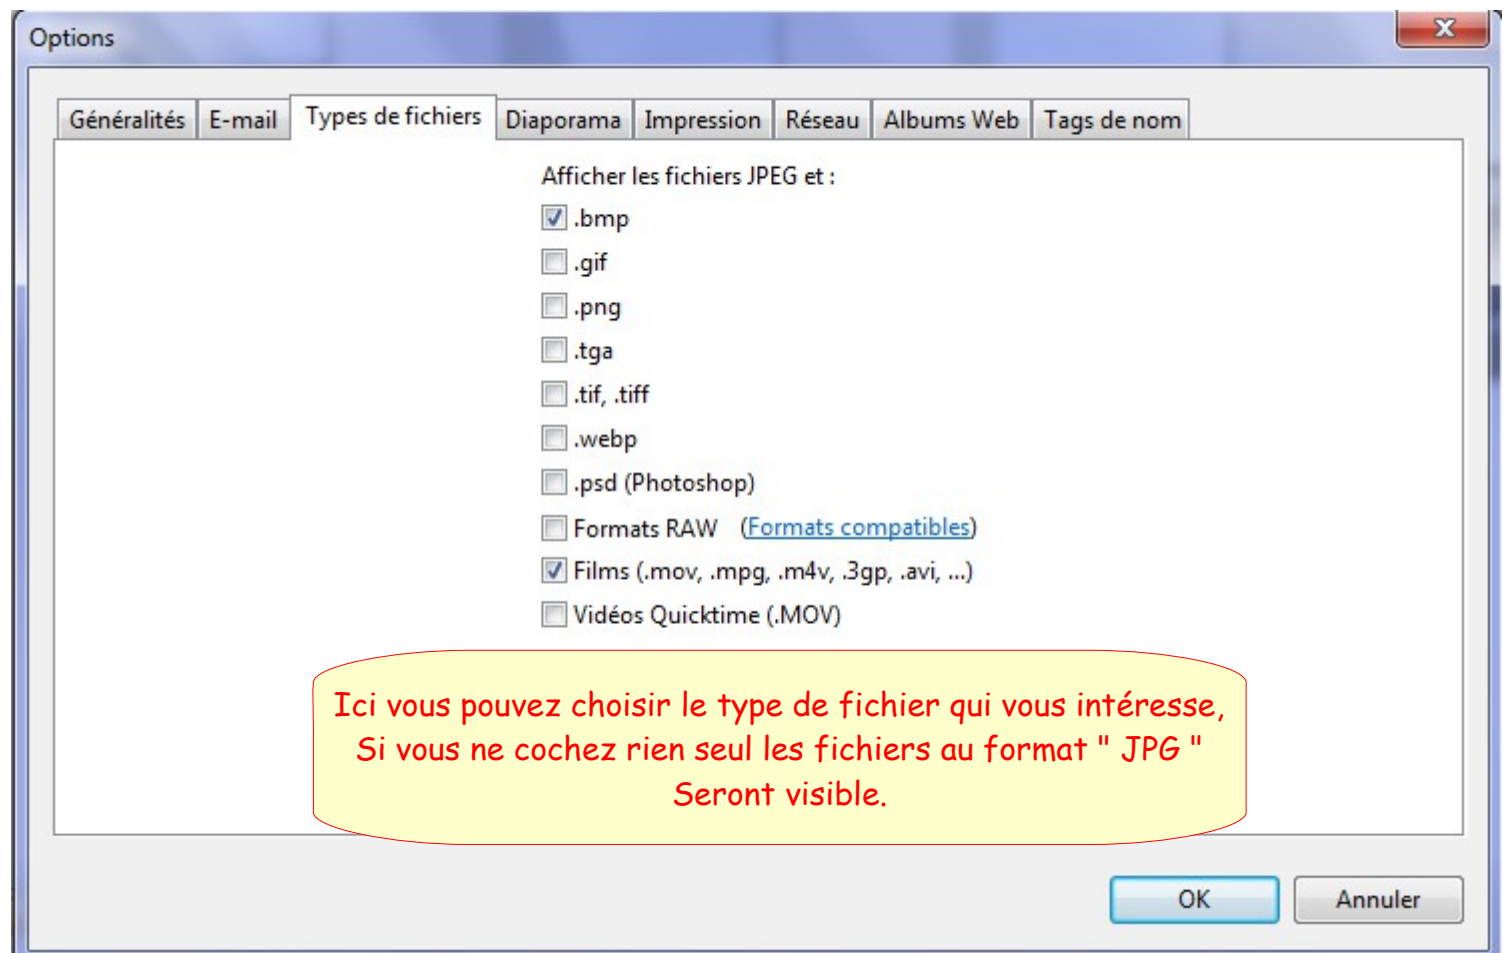 Options
Généralités E-mail Types de fichiers Diaporama Impression Réseau Albums Web Tags de nom
Afficher les fichiers JPEG et :
.bmp
.gif
.png
.tga
.tif, .tiff
.webp
.psd (Photoshop)
Formats RAW (Formats compatibles)
Films (.mov, .mpg, .m4v, .3gp, .avi, ...)
Vidéos Quicktime (.MOV)
Ici vous pouvez choisir le type de fichier qui vous intéresse,
Si vous ne cochez rien seul les fichiers au format " JPG "
Seront visible.
OK Annuler